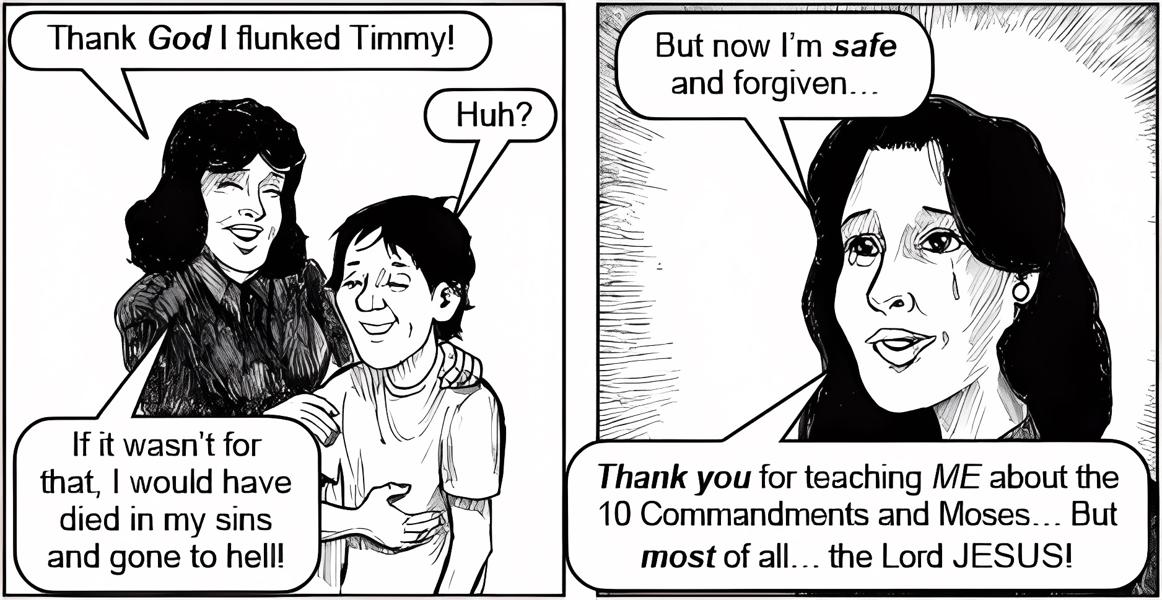 Thank God I flunked Timmy!
Huh?
If it wasn't for
that, I would have
died in my sins
and gone to hell!
But now I'm safe
and forgiven...
Thank you for teaching ME about the
10 Commandments and Moses... But
most of all... the Lord JESUS!